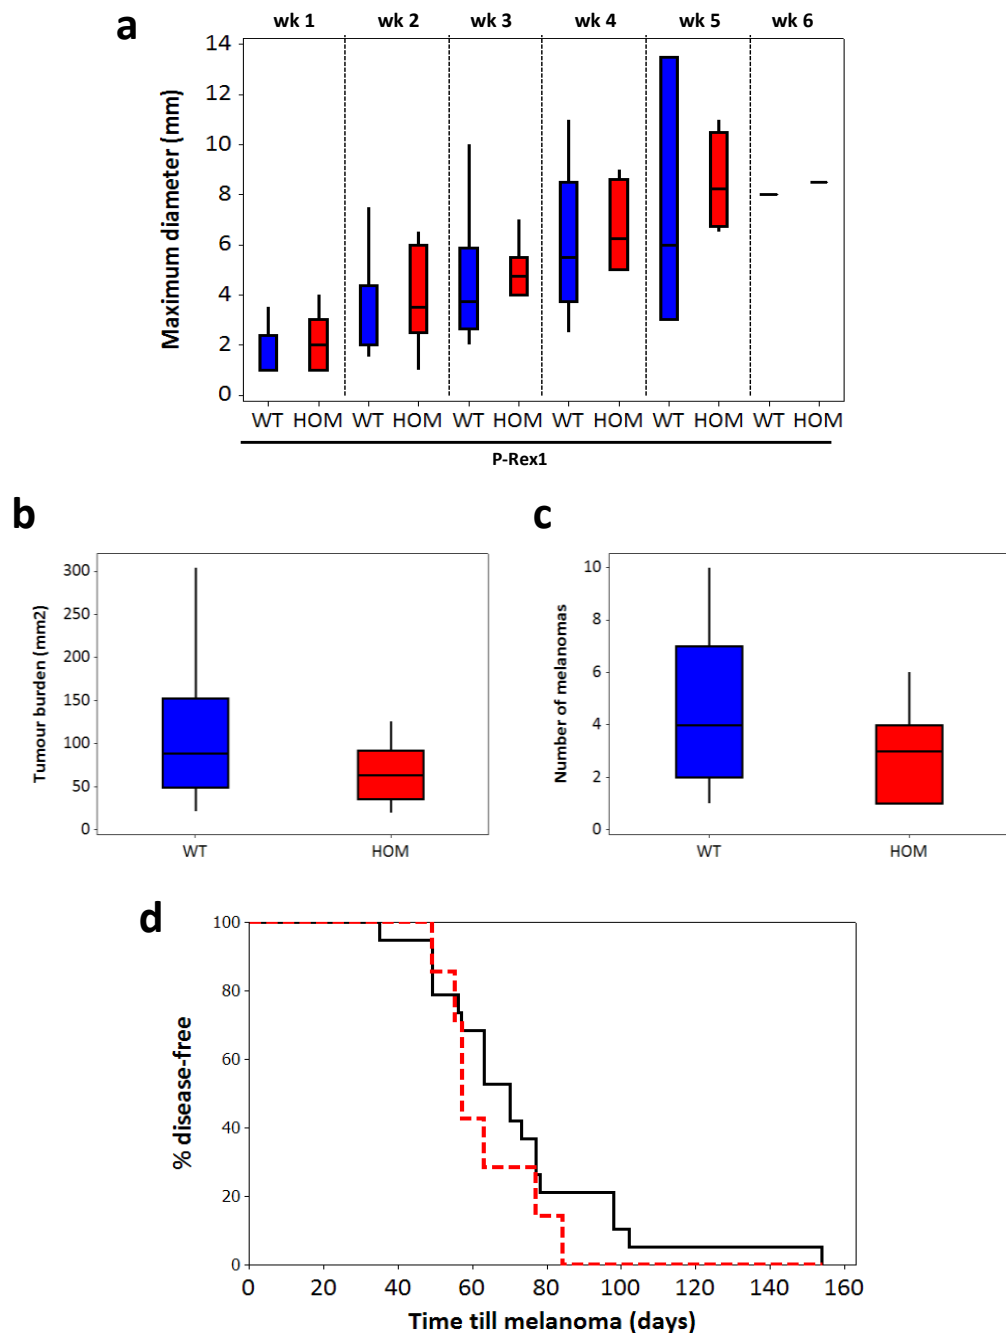 a
wk 1 wk 2 wk 3 wk 4 wk 5 wk 6
Maximum diameter (mm)
14
12
10
8
6
4
2
0
WT HOM WT HOM WT HOM WT HOM WT HOM WT HOM
P-Rex1
b
Tumour burden (mm2)
300
250
200
150
100
50
0
WT HOM
c
Number of melanomas
10
8
6
4
2
0
WT HOM
d
% disease-free
100
80
60
40
20
0
0 20 40 60 80 100 120 140 160
Time till melanoma (days)